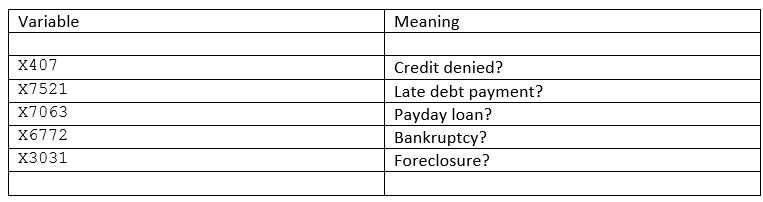 Variable Meaning
X407 Credit denied?
X7521 Late debt payment?
X7063 Payday loan?
X6772 Bankruptcy?
X3031 Foreclosure?